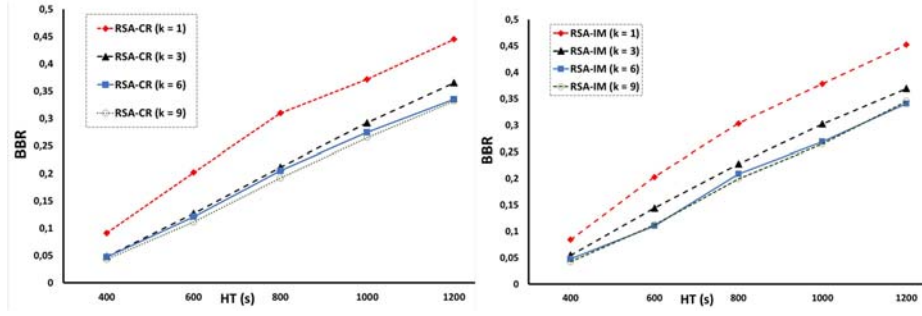 0,5
0,45
0,4
0,35
0,3
0,25
0,2
0,15
0,1
0,05
0
BBR
RSA-CR (k = 1)
RSA-CR (k = 3)
RSA-CR (k = 6)
RSA-CR (k = 9)
400 600 800 1000 1200
HT (s)
0,5
0,45
0,4
0,35
0,3
0,25
0,2
0,15
0,1
0,05
0
BBR
RSA-IM (k = 1)
RSA-IM (k = 3)
RSA-IM (k = 6)
RSA-IM (k = 9)
400 600 800 1000 1200
HT (s)